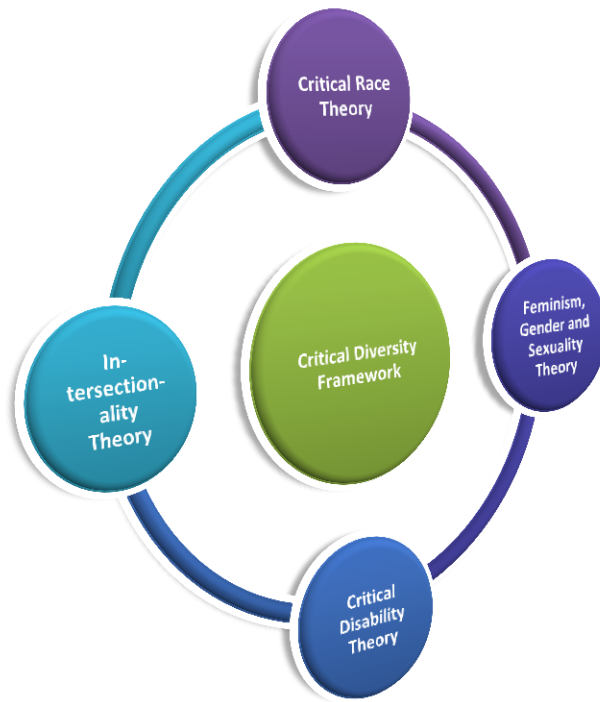 Critical Race
Theory
Feminism,
Gender and
Sexuality
Theory
Critical Diversity
Framework
In-
tersection-
ality
Theory
Critical
Disability
Theory